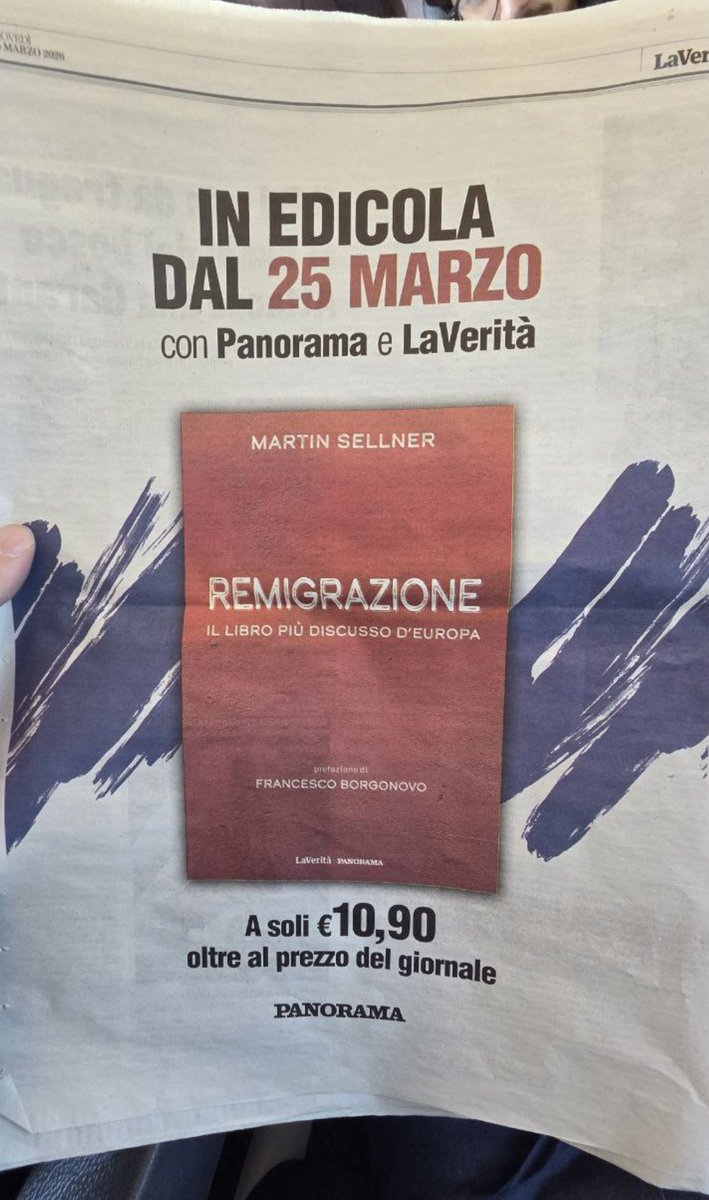 MARZO 2026
LaVer
IN EDICOLA
DAL 25 MARZO
con Panorama e LaVerità
MARTIN SELLNER
REMIGRAZIONE
IL LIBRO PIÙ DISCUSSO D'EUROPA
prefazione di
FRANCESCO BORGONOVO
LaVerità PANORAMA
A soli €10,90
oltre al prezzo del giornale
PANORAMA